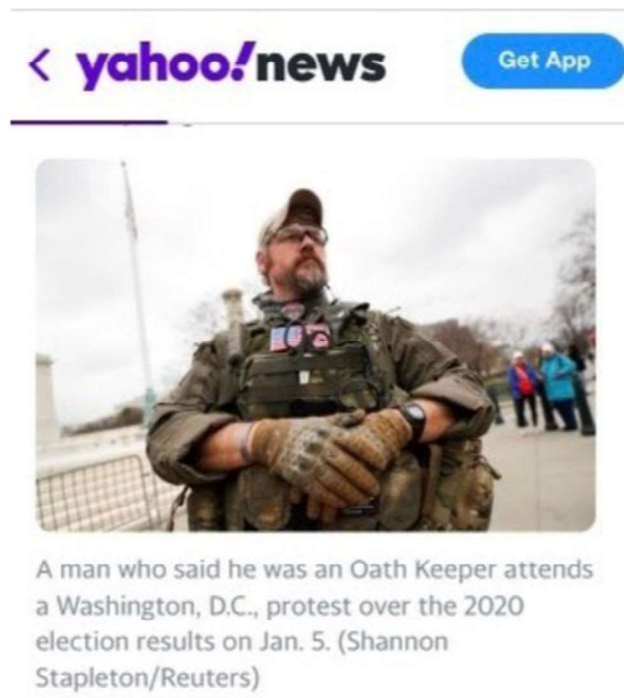 yahoo!news
Get App
A man who said he was an Oath Keeper attends
a Washington, D.C., protest over the 2020
election results on Jan. 5. (Shannon
Stapleton/Reuters)